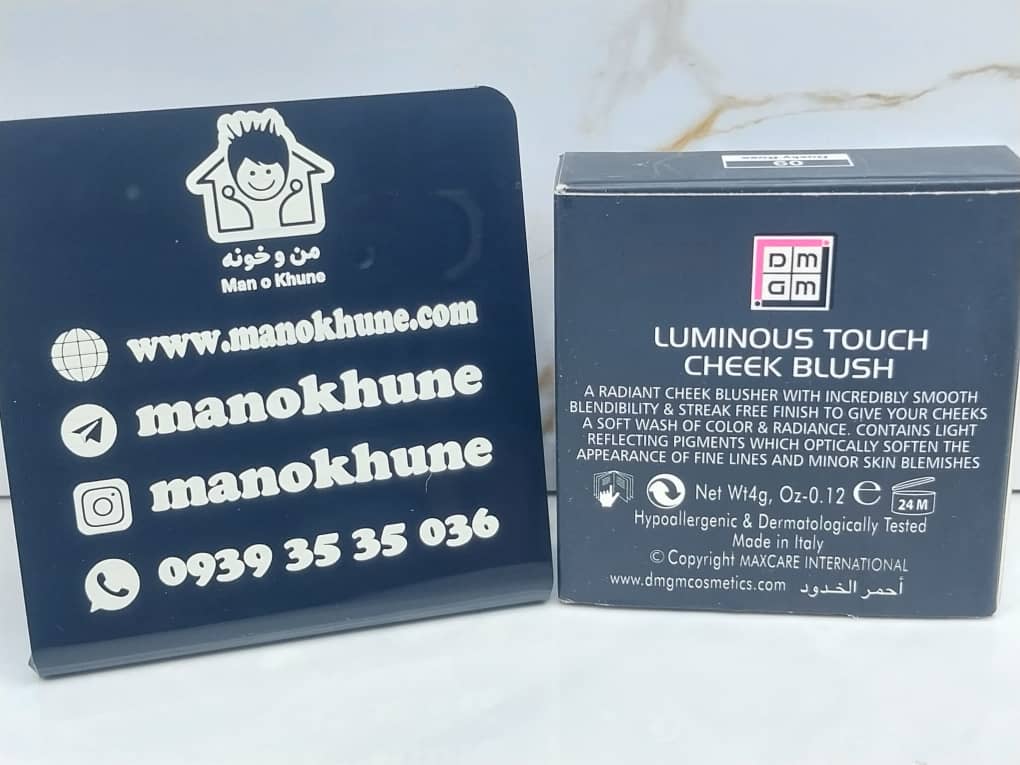 من و خونه
Man o Khune
www.manokhune.com
manokhune
manokhune
0939 35 35 036
09
Dusky Rose
DM
GM
LUMINOUS TOUCH
CHEEK BLUSH
A RADIANT CHEEK BLUSHER WITH INCREDIBLY SMOOTH
BLENDIBILITY & STREAK FREE FINISH TO GIVE YOUR CHEEKS
A SOFT WASH OF COLOR & RADIANCE. CONTAINS LIGHT
REFLECTING PIGMENTS WHICH OPTICALLY SOFTEN THE
APPEARANCE OF FINE LINES AND MINOR SKIN BLEMISHES
Net Wt4g, Oz-0.12 e 24 M
Hypoallergenic & Dermatologically Tested
Made in Italy
© Copyright MAXCARE INTERNATIONAL
www.dmgmcosmetics.com أحمر الخدود